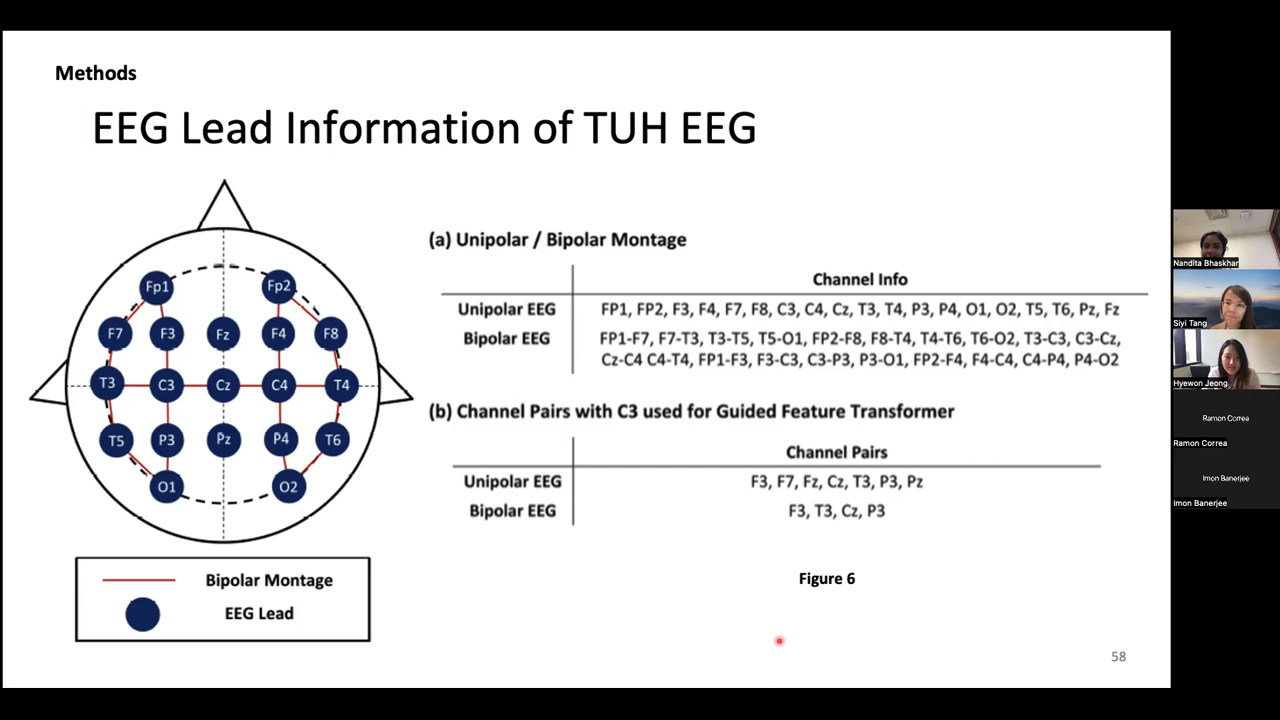 Methods
EEG Lead Information of TUH EEG
Fp1 Fp2
F7 F3 Fz F4 F8
T3 C3 Cz C4 T4
T5 P3 Pz P4 T6
O1 O2
Bipolar Montage
EEG Lead
(a) Unipolar / Bipolar Montage
Channel Info
Unipolar EEG FP1, FP2, F3, F4, F7, F8, C3, C4, Cz, T3, T4, P3, P4, O1, O2, T5, T6, Pz, Fz
Bipolar EEG FP1-F7, F7-T3, T3-T5, T5-O1, FP2-F8, F8-T4, T4-T6, T6-O2, T3-C3, C3-Cz,
Cz-C4 C4-T4, FP1-F3, F3-C3, C3-P3, P3-O1, FP2-F4, F4-C4, C4-P4, P4-O2
(b) Channel Pairs with C3 used for Guided Feature Transformer
Channel Pairs
Unipolar EEG F3, F7, Fz, Cz, T3, P3, Pz
Bipolar EEG F3, T3, Cz, P3
Figure 6
58
Nandita Bhaskhar
Siyi Tang
Hyewon Jeong
Ramon Correa
Ramon Correa
Imon Banerjee
Imon Banerjee